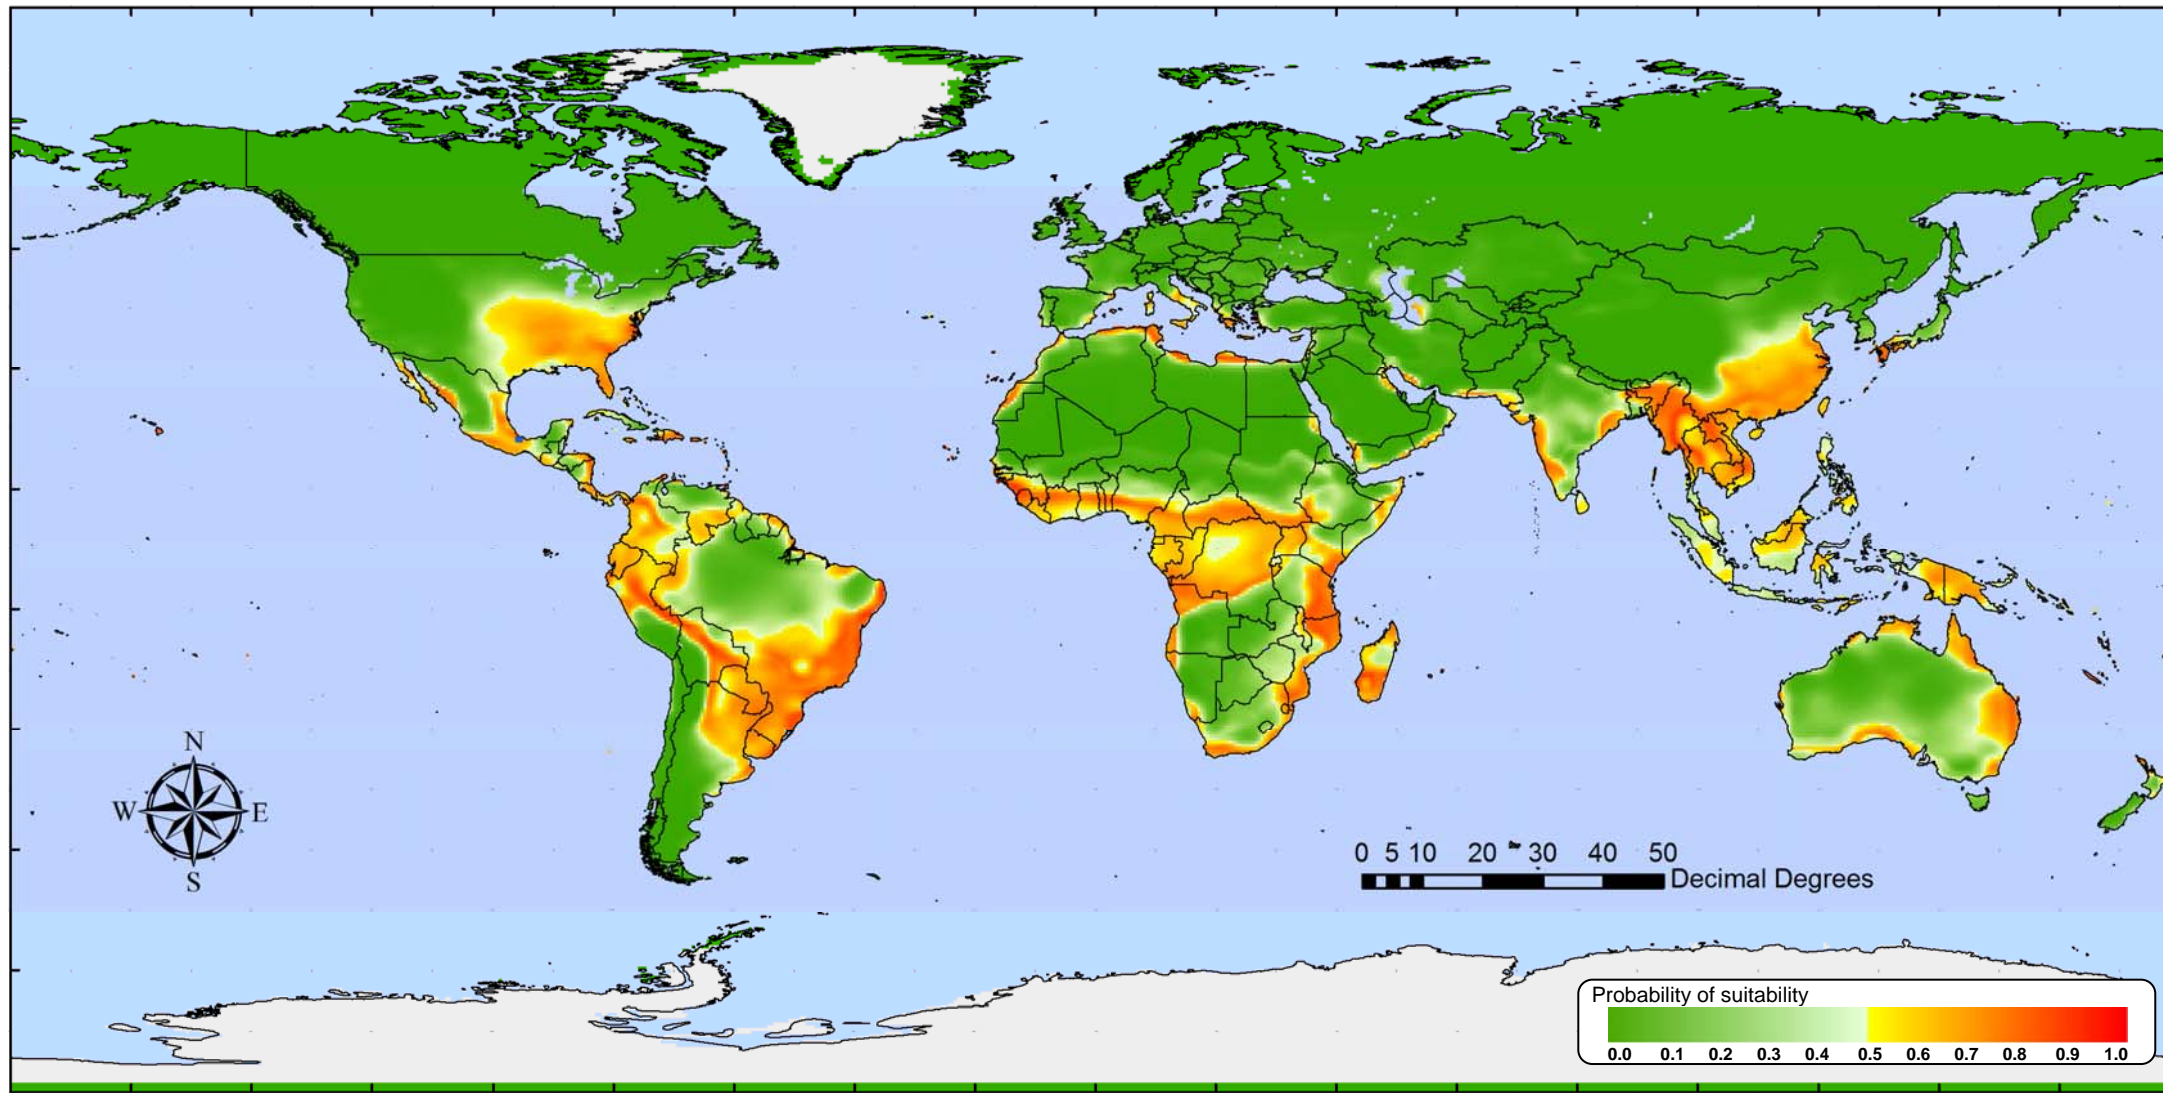 N
W E
S
0 5 10 20 30 40 50
Decimal Degrees
Probability of suitability
0.0 0.1 0.2 0.3 0.4 0.5 0.6 0.7 0.8 0.9 1.0